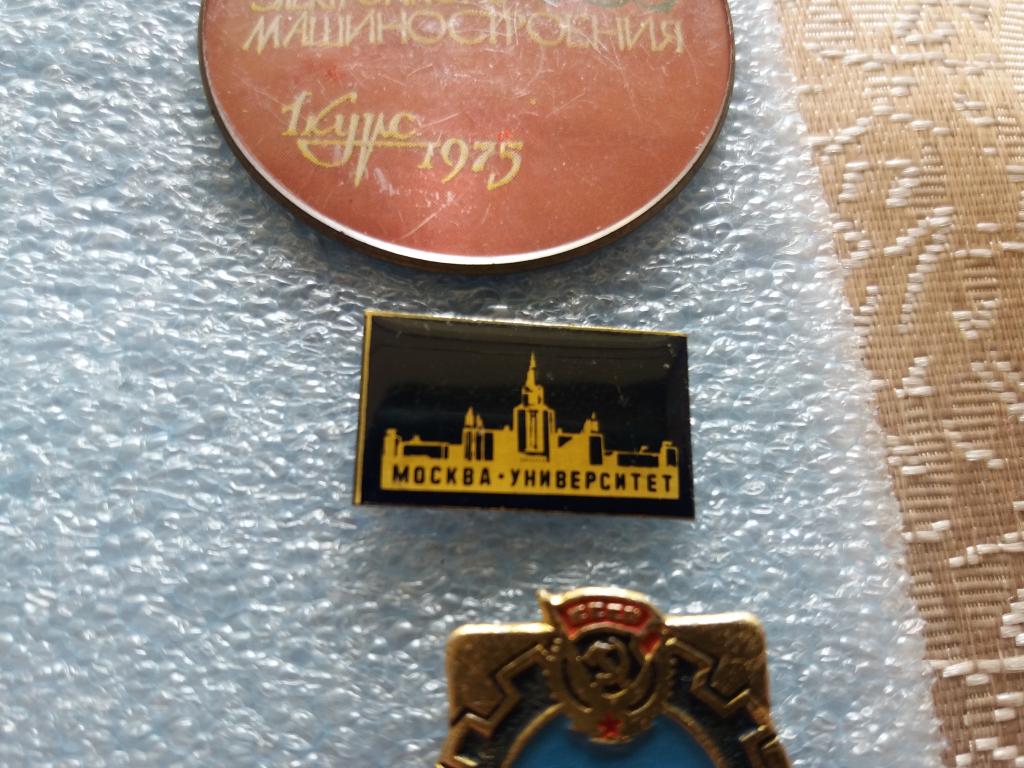 МАШИНОСТРОЕНИЯ
1 курс
1975
МОСКВА · УНИВЕРСИТЕТ